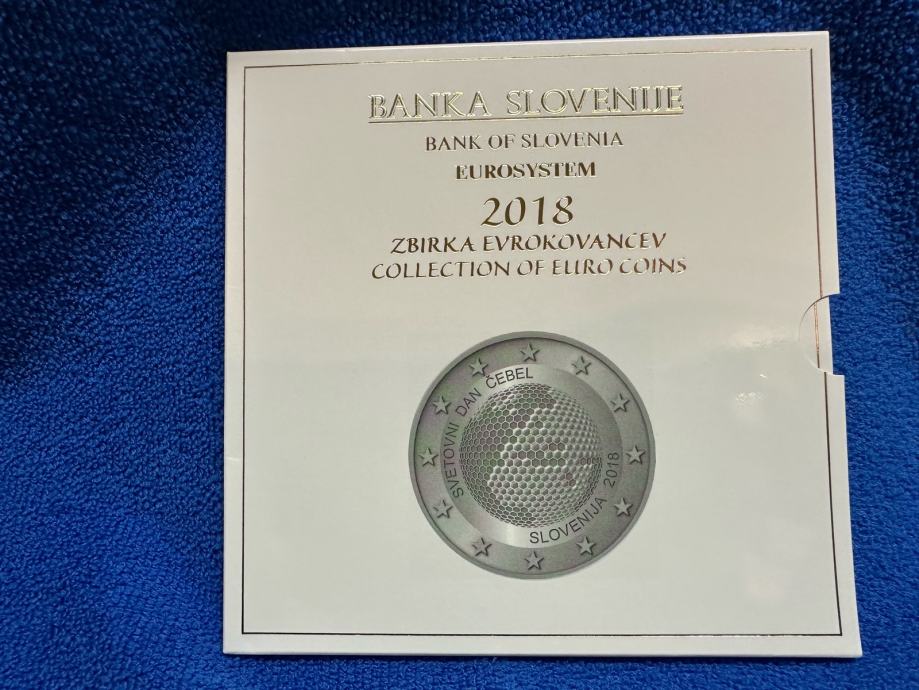 BANKA SLOVENIJE
BANK OF SLOVENIA
EUROSYSTEM
2018
ZBIRKA EVROKOVANCEV
COLLECTION OF EURO COINS
SVETOVNI DAN ČEBEL
SLOVENIJA 2018